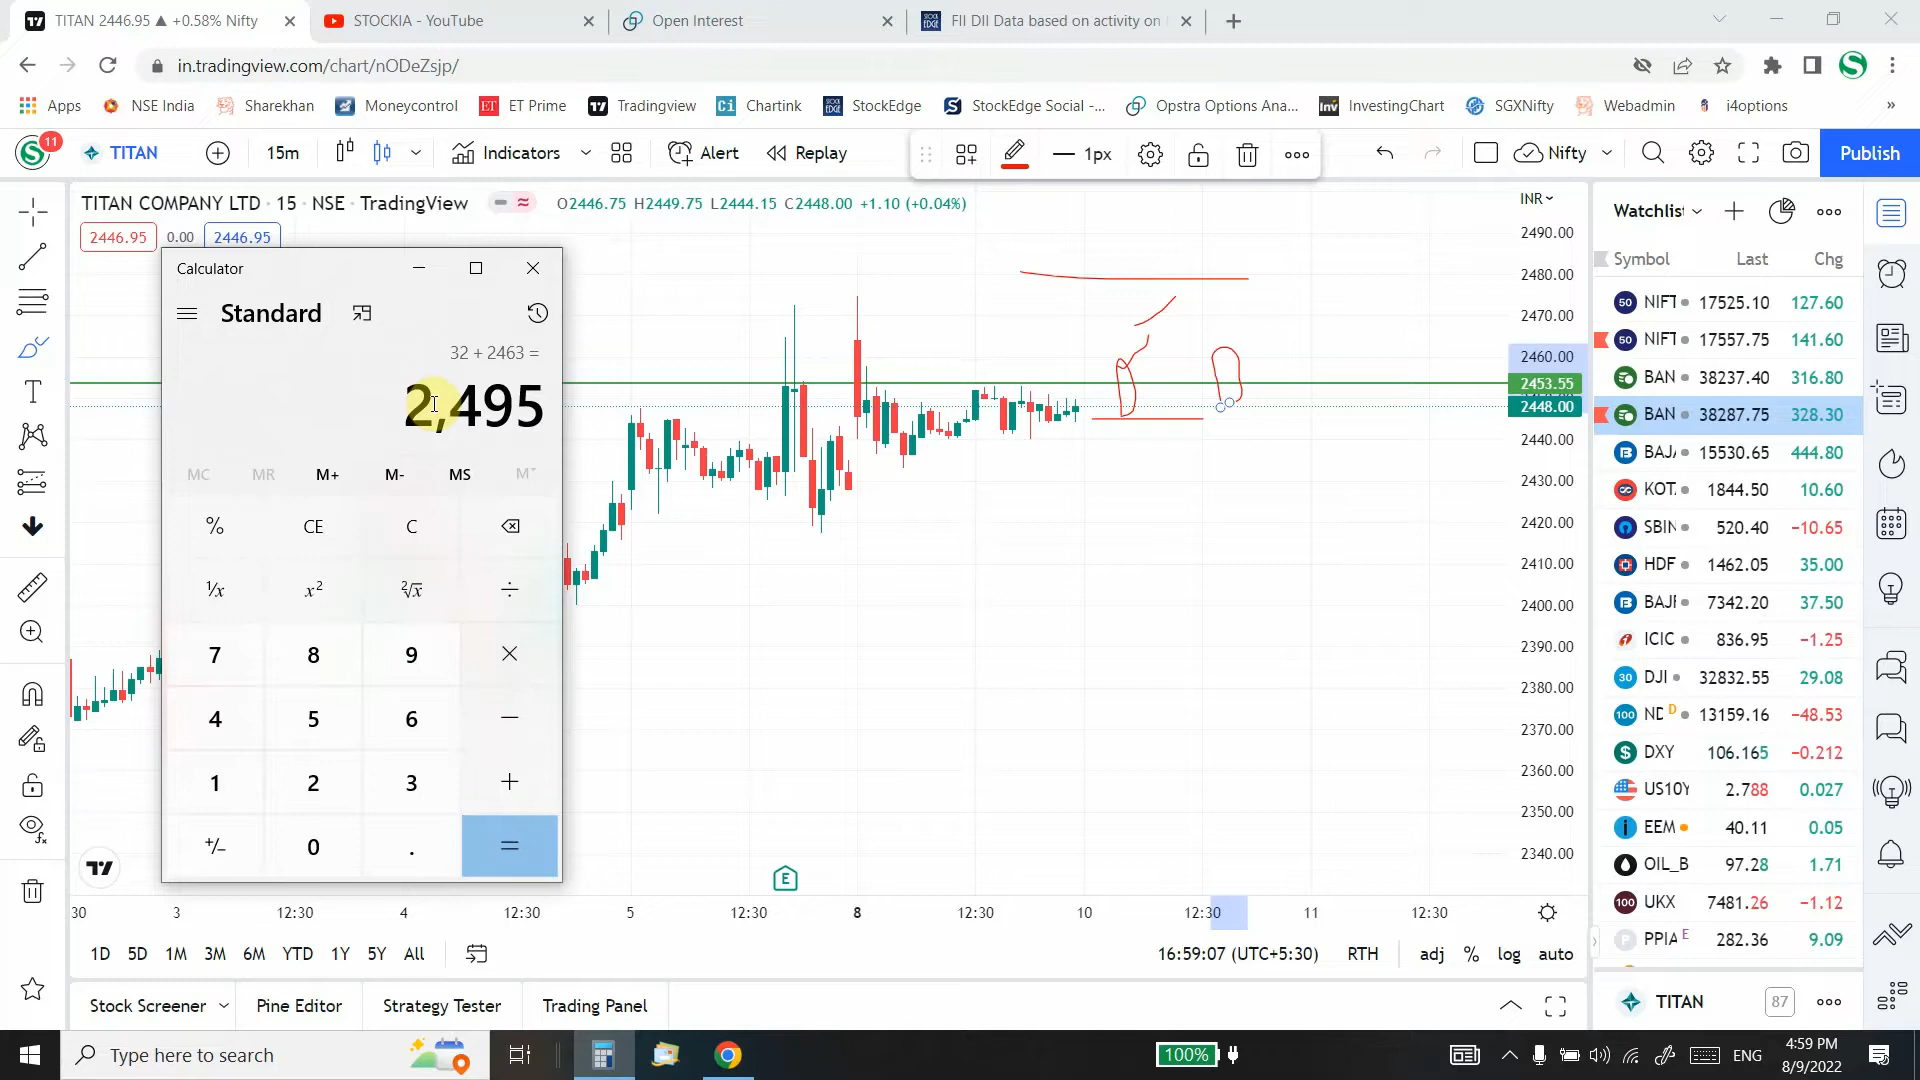 TITAN 2446.95 ▲ +0.58% Nifty
STOCKIA - YouTube
Open Interest
FII DII Data based on activity on
in.tradingview.com/chart/nODeZsjp/
Apps NSE India Sharekhan Moneycontrol ET Prime Tradingview Chartink StockEdge StockEdge Social -... Opstra Options Ana... InvestingChart SGXNifty Webadmin i4options »
11 TITAN 15m Indicators Alert Replay 1px Nifty Publish
TITAN COMPANY LTD · 15 · NSE · TradingView O2446.75 H2449.75 L2444.15 C2448.00 +1.10 (+0.04%)
2446.95 0.00 2446.95
INR
2490.00
2480.00
2470.00
2460.00
2453.55
2448.00
2440.00
2430.00
2420.00
2410.00
2400.00
2390.00
2380.00
2370.00
2360.00
2350.00
2340.00
Calculator
Standard
32 + 2463 =
2,495
MC MR M+ M- MS M˅
% CE C
¹/x x² ²√x ÷
7 8 9 ×
4 5 6 −
1 2 3 +
+/− 0 . =
E
30 3 12:30 4 12:30 5 12:30 8 12:30 10 12:30 11 12:30
1D 5D 1M 3M 6M YTD 1Y 5Y All
16:59:07 (UTC+5:30) RTH adj % log auto
Stock Screener Pine Editor Strategy Tester Trading Panel
Watchlist
Symbol Last Chg
50 NIFT 17525.10 127.60
50 NIFT 17557.75 141.60
BAN 38237.40 316.80
BAN 38287.75 328.30
BAJ 15530.65 444.80
KOT 1844.50 10.60
SBIN 520.40 −10.65
HDF 1462.05 35.00
BAJF 7342.20 37.50
ICIC 836.95 −1.25
30 DJI 32832.55 29.08
100 ND D 13159.16 −48.53
DXY 106.165 −0.212
US10Y 2.788 0.027
EEM 40.11 0.05
OIL_B 97.28 1.71
100 UKX 7481.26 −1.12
P PPIA E 282.36 9.09
TITAN 87
Type here to search
100%
ENG
4:59 PM
8/9/2022